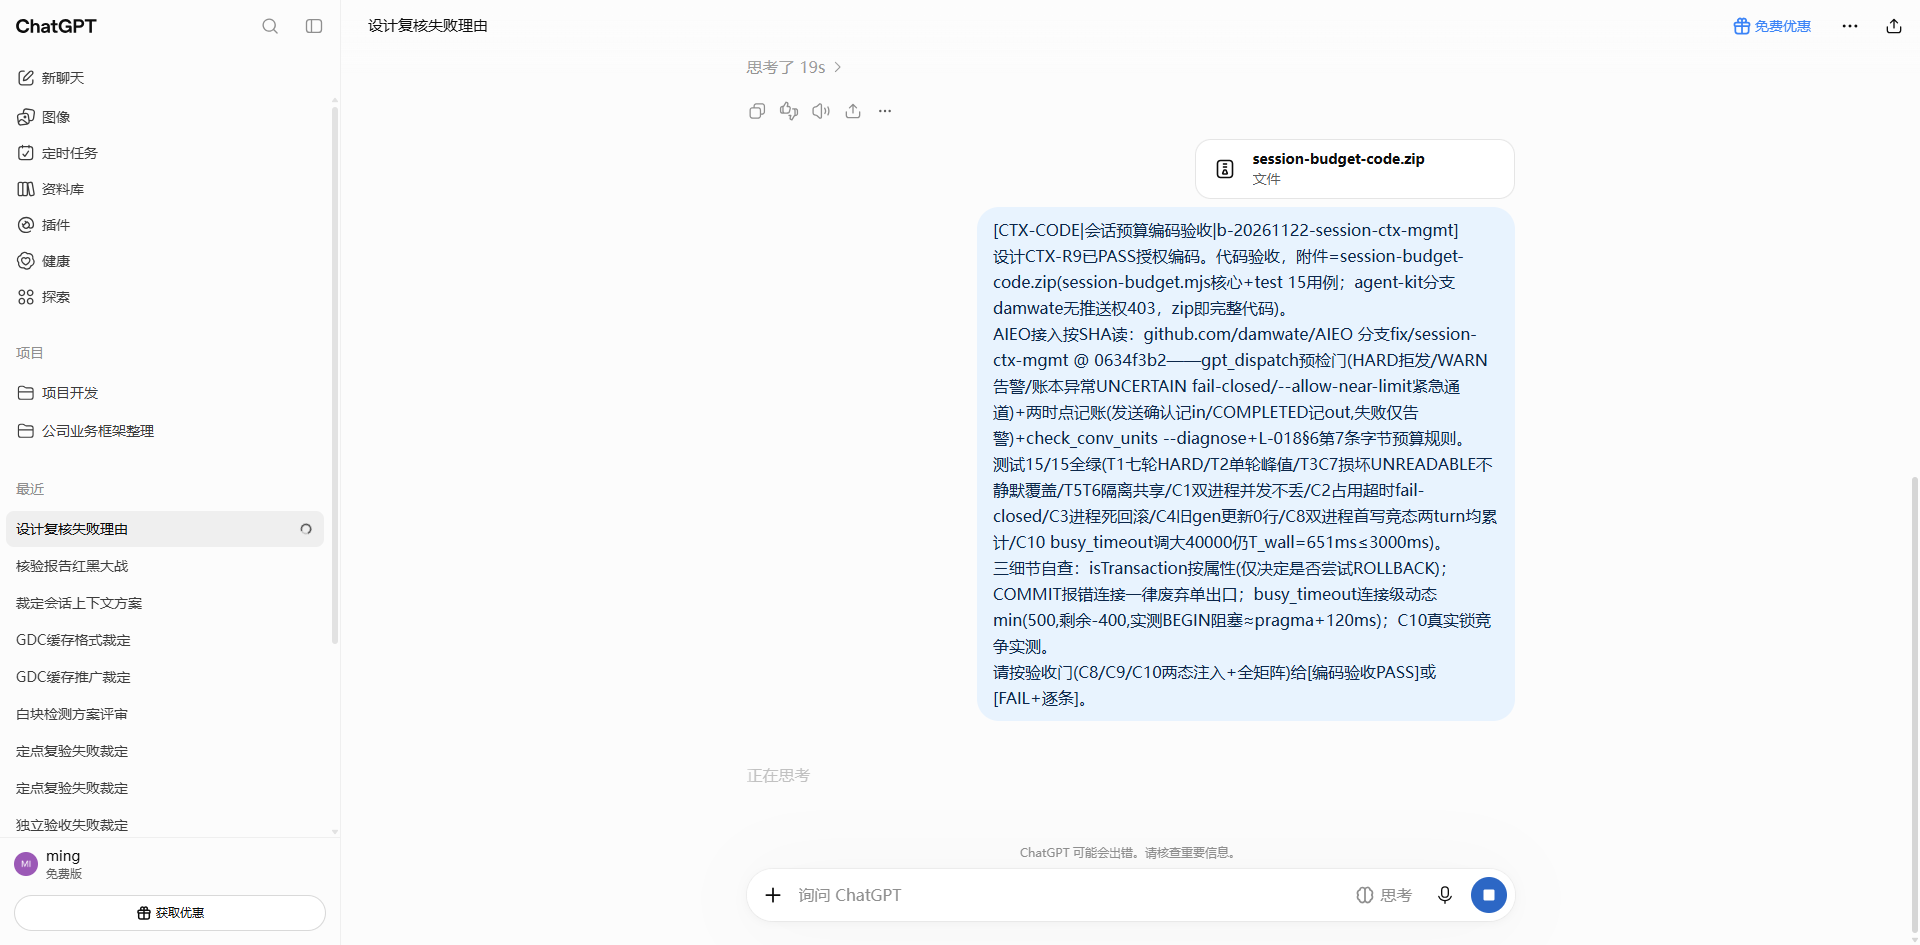 ChatGPT
新聊天
图像
定时任务
资料库
插件
健康
探索
项目
项目开发
公司业务框架整理
最近
设计复核失败理由
核验报告红黑大战
裁定会话上下文方案
GDC缓存格式裁定
GDC缓存推广裁定
白块检测方案评审
定点复验失败裁定
定点复验失败裁定
独立验收失败裁定
MI
ming
免费版
获取优惠
设计复核失败理由
免费优惠
思考了 19s
session-budget-code.zip
文件
[CTX-CODE|会话预算编码验收|b-20261122-session-ctx-mgmt]
设计CTX-R9已PASS授权编码。代码验收，附件=session-budget-
code.zip(session-budget.mjs核心+test 15用例；agent-kit分支
damwate无推送权403，zip即完整代码)。
AIEO接入按SHA读：github.com/damwate/AIEO 分支fix/session-
ctx-mgmt @ 0634f3b2——gpt_dispatch预检门(HARD拒发/WARN
告警/账本异常UNCERTAIN fail-closed/--allow-near-limit紧急通
道)+两时点记账(发送确认记in/COMPLETED记out,失败仅告
警)+check_conv_units --diagnose+L-018§6第7条字节预算规则。
测试15/15全绿(T1七轮HARD/T2单轮峰值/T3C7损坏UNREADABLE不
静默覆盖/T5T6隔离共享/C1双进程并发不丢/C2占用超时fail-
closed/C3进程死回滚/C4旧gen更新0行/C8双进程首写竞态两turn均累
计/C10 busy_timeout调大40000仍T_wall=651ms≤3000ms)。
三细节自查：isTransaction按属性(仅决定是否尝试ROLLBACK)；
COMMIT报错连接一律废弃单出口；busy_timeout连接级动态
min(500,剩余-400,实测BEGIN阻塞≈pragma+120ms)；C10真实锁竞
争实测。
请按验收门(C8/C9/C10两态注入+全矩阵)给[编码验收PASS]或
[FAIL+逐条]。
正在思考
ChatGPT 可能会出错。请核查重要信息。
询问 ChatGPT
思考